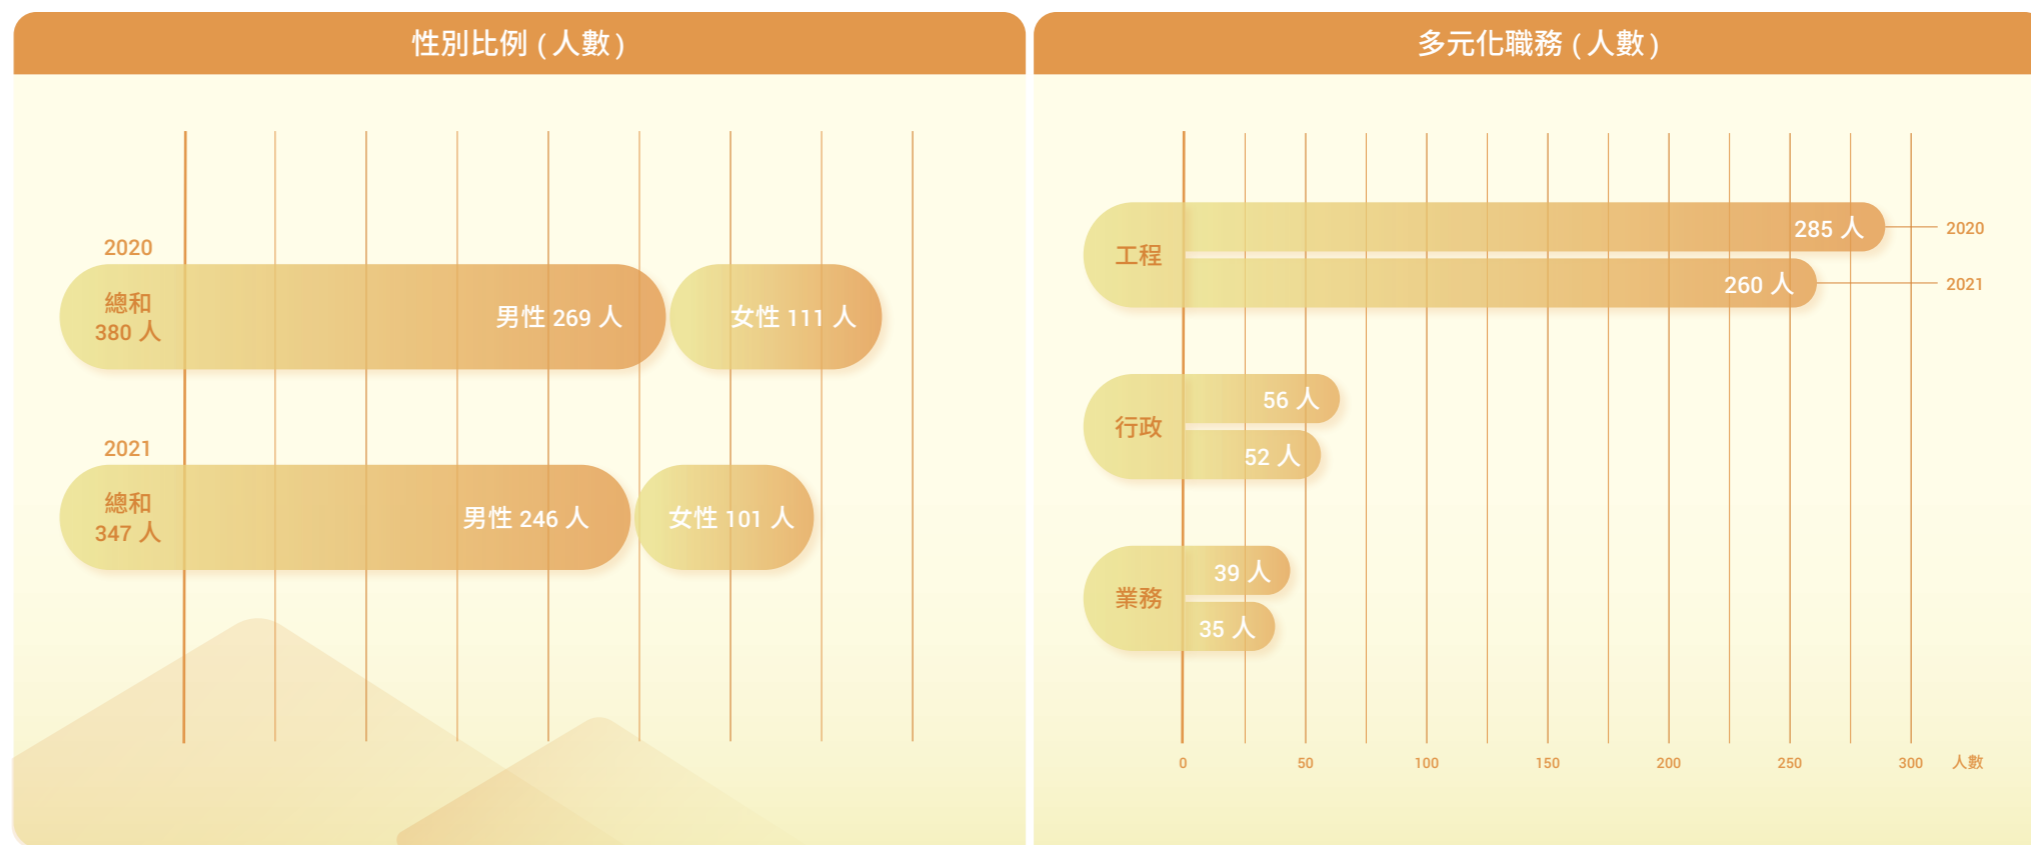 性別比例 (人數)
2020
總和
380 人
男性 269 人
女性 111 人
2021
總和
347 人
男性 246 人
女性 101 人
多元化職務 (人數)
工程
285 人
2020
260 人
2021
行政
56 人
52 人
業務
39 人
35 人
0 50 100 150 200 250 300 人數